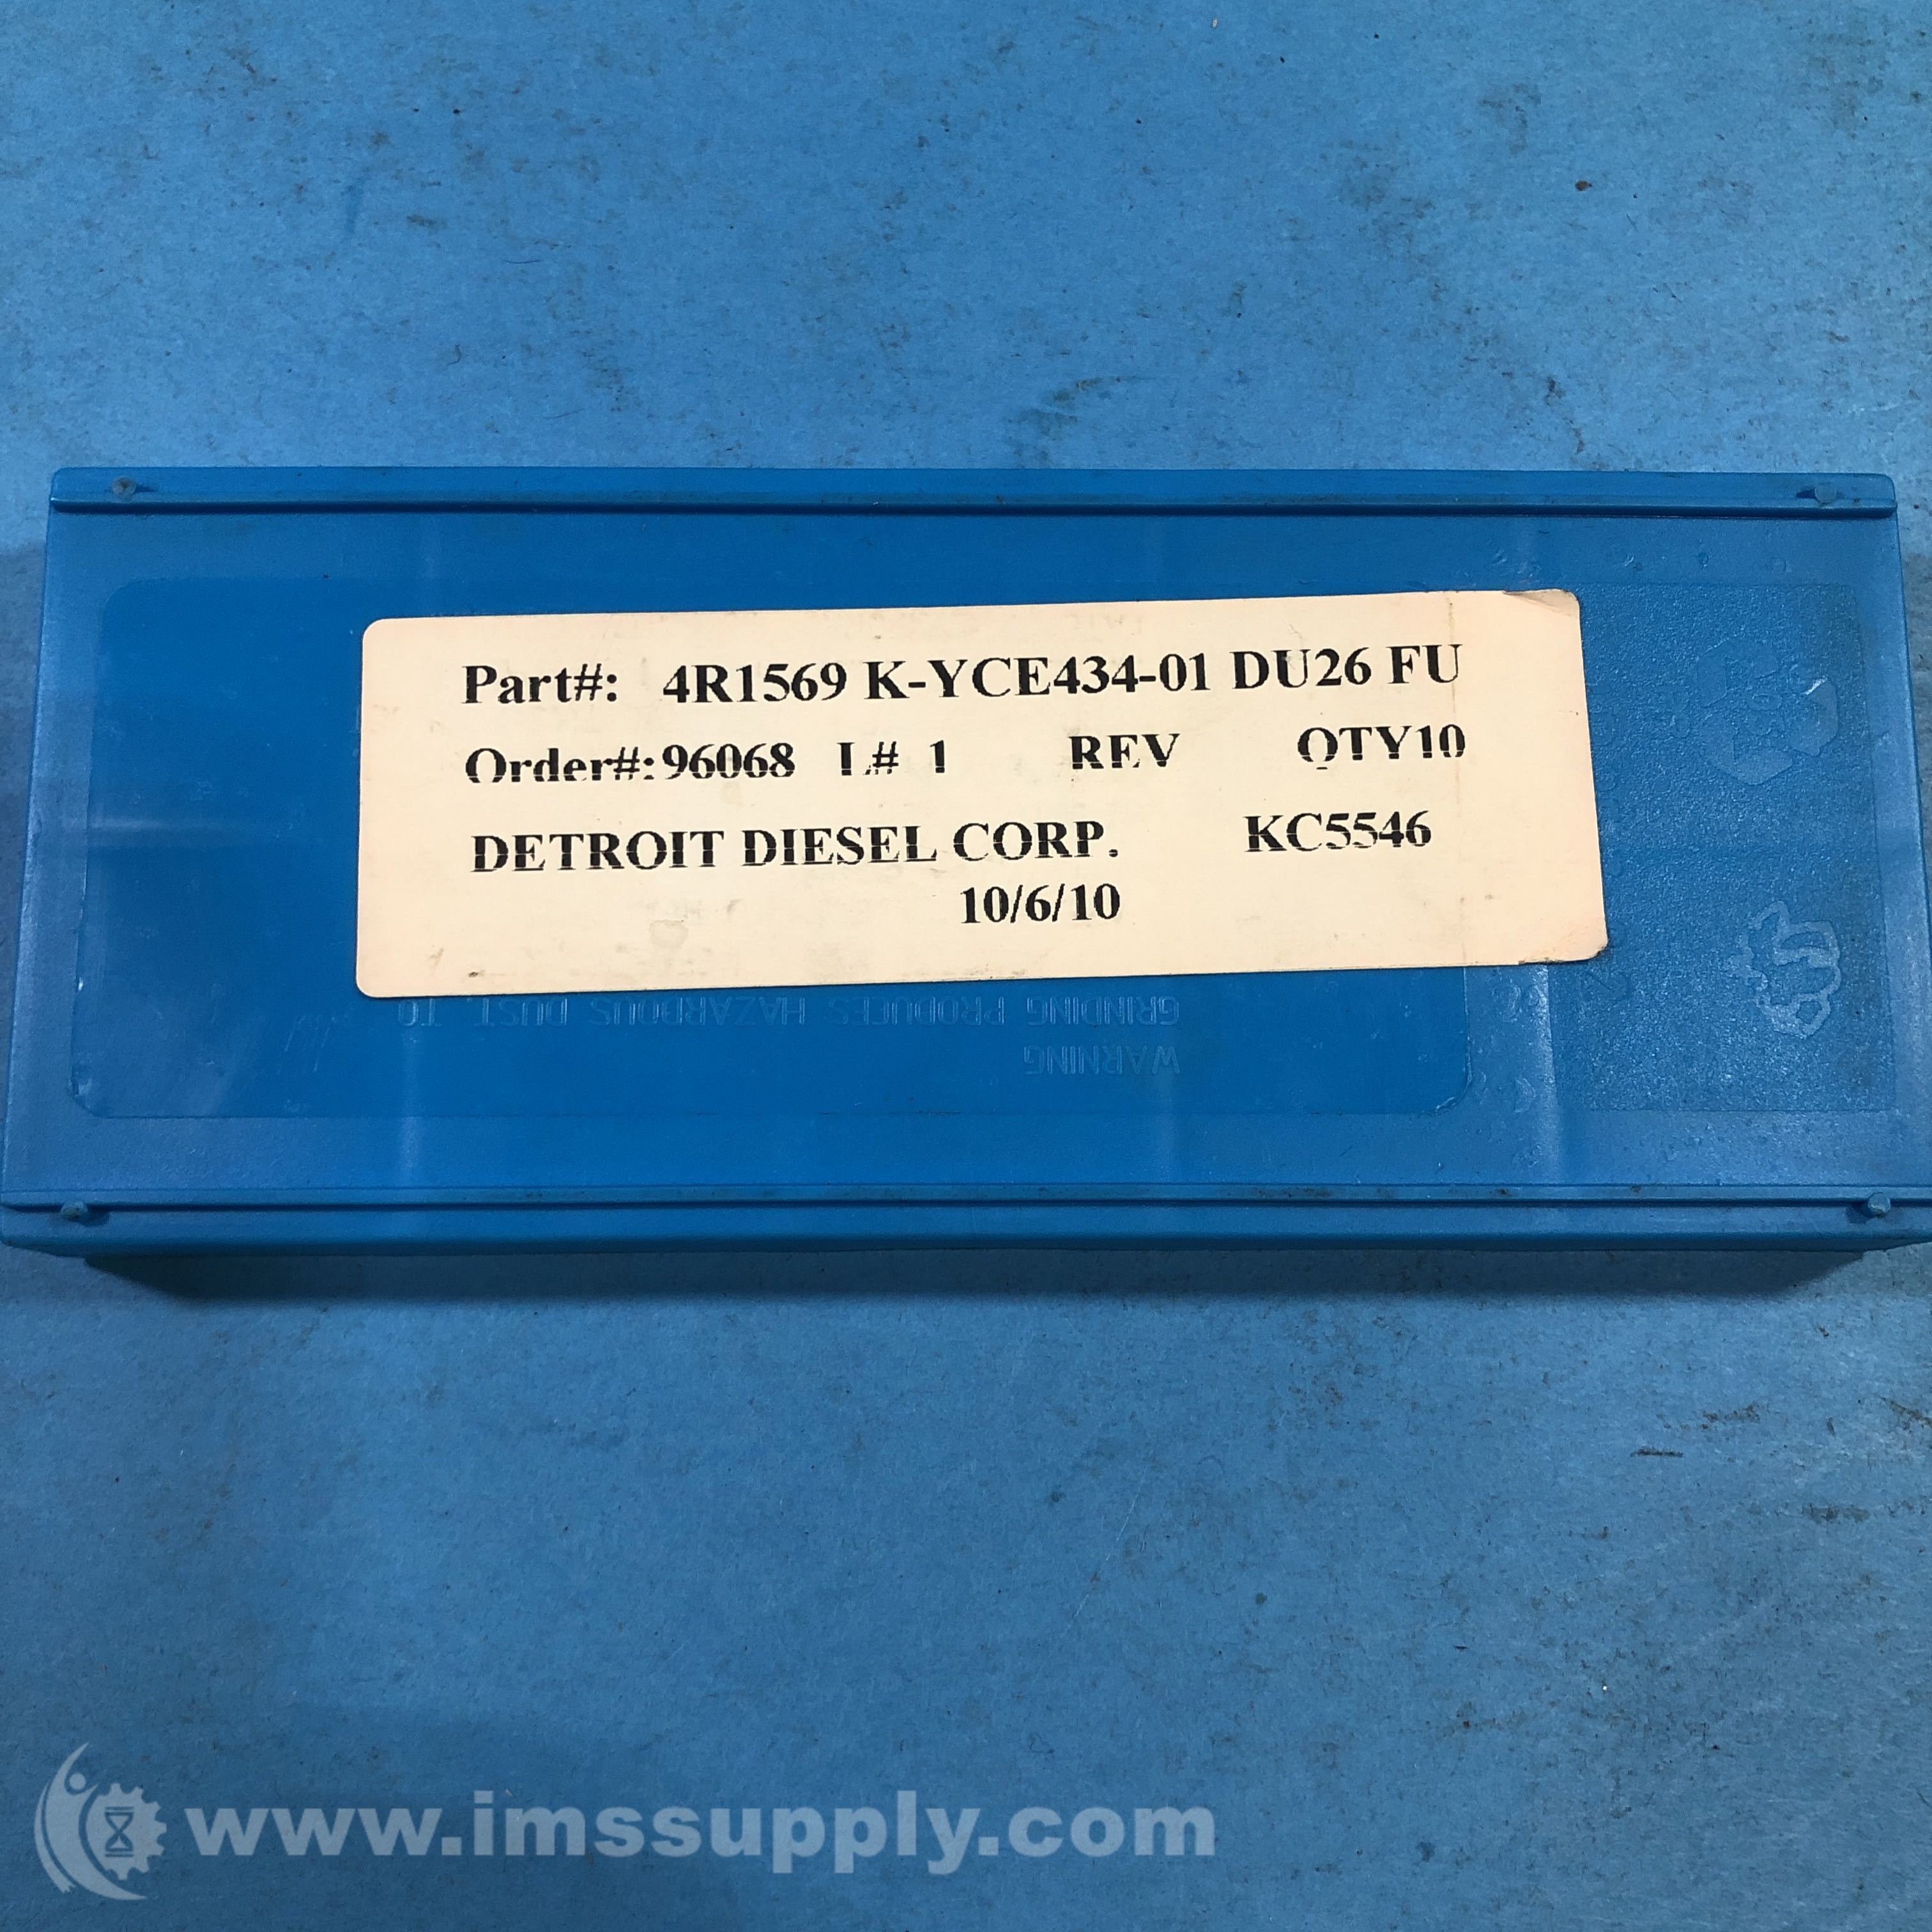 Part#: 4R1569 K-YCE434-01 DU26 FU
Order#: 96068 L# 1 REV QTY10
DETROIT DIESEL CORP. KC5546
10/6/10
GRINDING PRODUCES HAZARDOUS DUST. TO
WARNING
www.imssupply.com